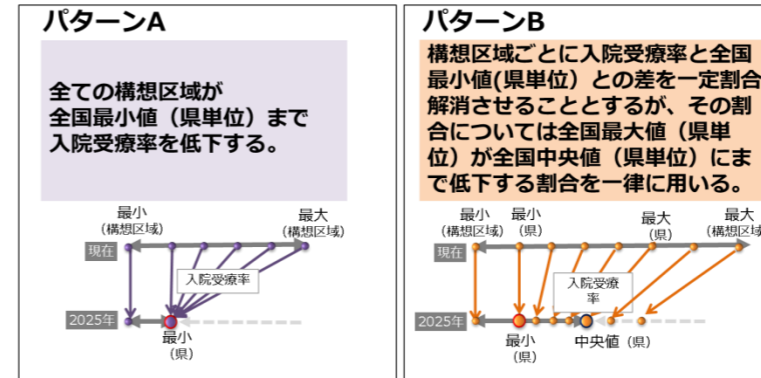 パターンA
全ての構想区域が
全国最小値（県単位）まで
入院受療率を低下する。
最小
（構想区域）
最大
（構想区域）
現在
入院受療率
2025年
最小
（県）
パターンB
構想区域ごとに入院受療率と全国
最小値(県単位）との差を一定割合
解消させることとするが、その割
合については全国最大値（県単
位）が全国中央値（県単位）にま
で低下する割合を一律に用いる。
最小
（構想区域）
最小
（県）
最大
（県）
最大
（構想区域
現在
入院受療
率
2025年
最小
（県）
中央値（県）